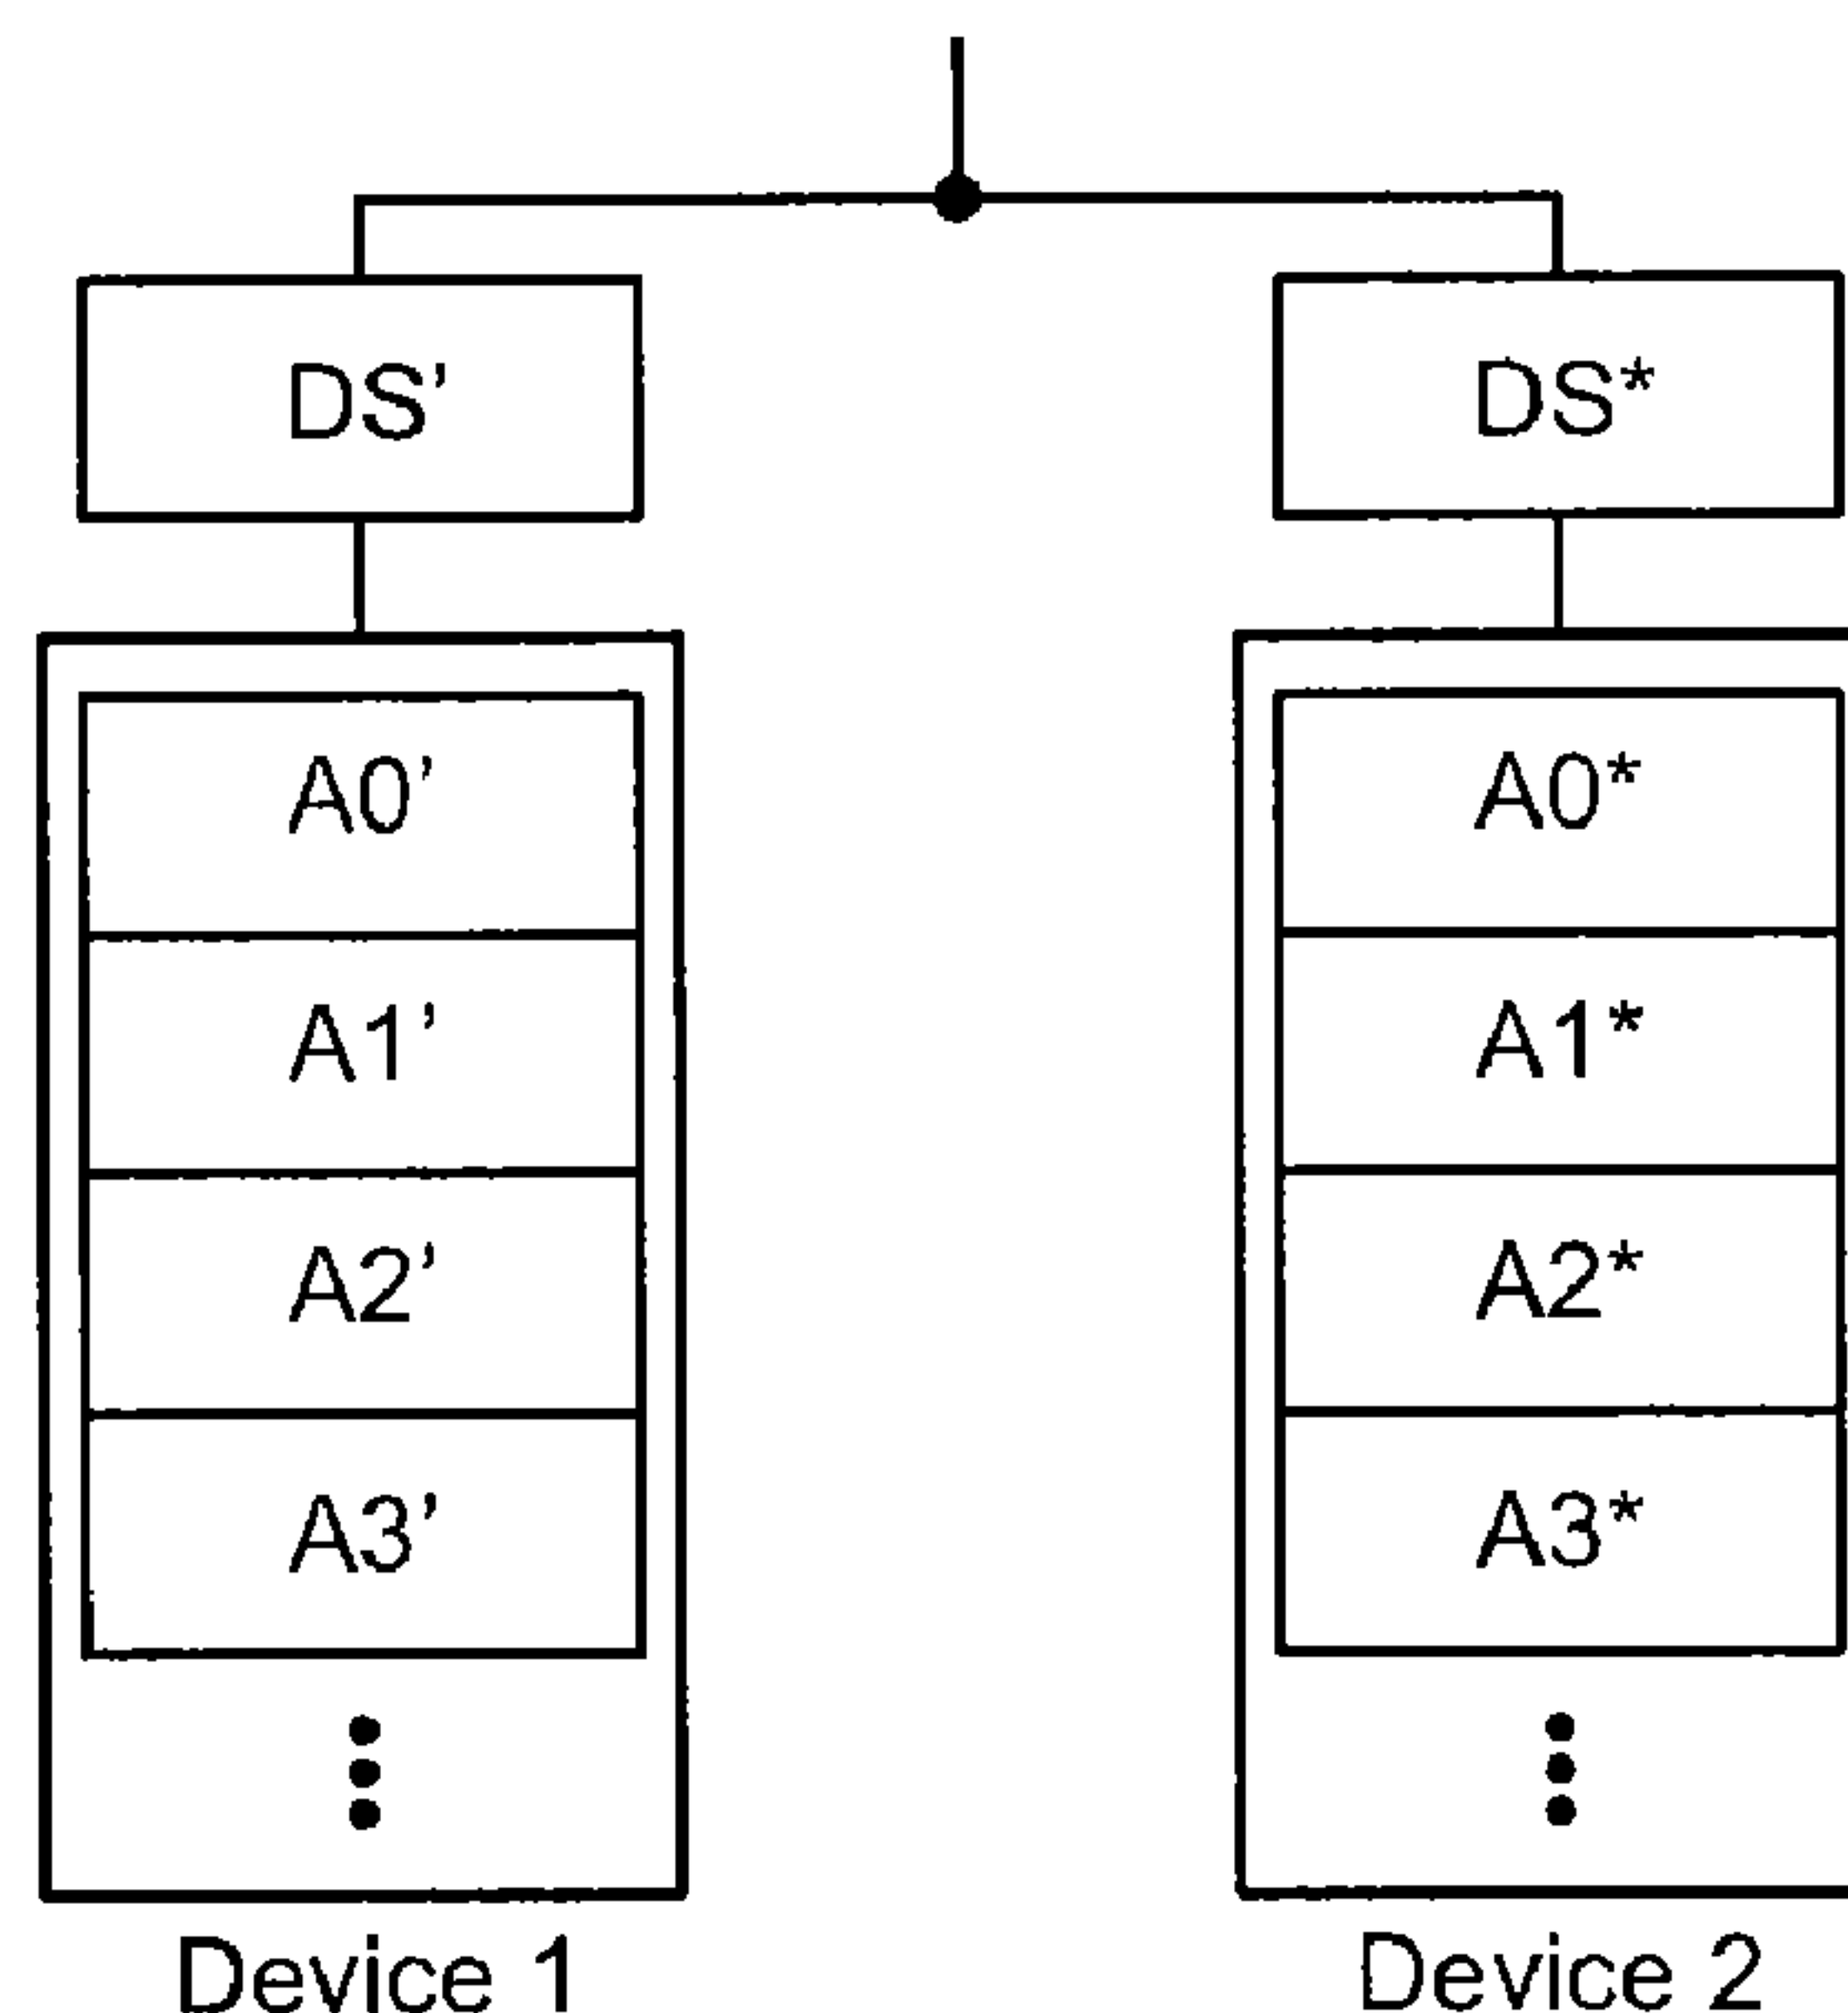 DS’
DS*
A0’
A1’
A2’
A3’
A0*
A1*
A2*
A3*
Device 1
Device 2